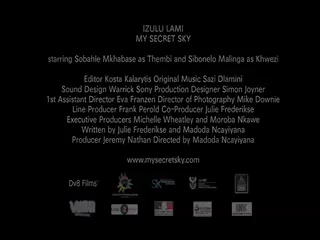 IZULU LAMI
MY SECRET SKY
starring Sobahle Mkhabase as Thembi and Sibonelo Malinga as Khwezi
Editor Kosta Kalarytis Original Music Sazi Dlamini
Sound Design Warrick Sony Production Designer Simon Joyner
1st Assistant Director Eva Franzen Director of Photography Mike Downie
Line Producer Frank Perold Co-Producer Julie Frederikse
Executive Producers Michelle Wheatley and Moroba Nkawe
Written by Julie Frederikse and Madoda Ncayiyana
Producer Jeremy Nathan Directed by Madoda Ncayiyana
www.mysecretsky.com
Dv8 Films